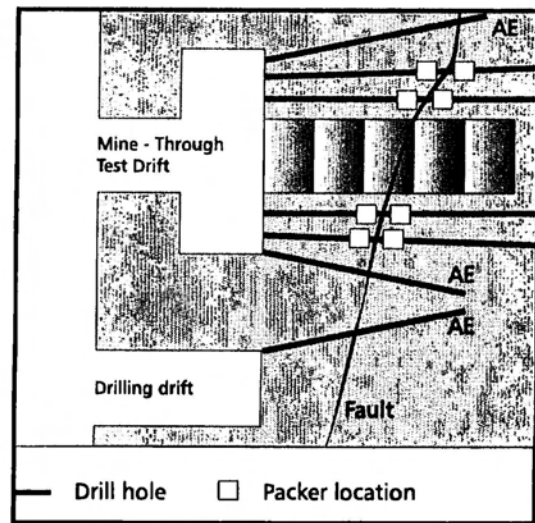 AE
Mine - Through
Test Drift
AE
AE
Drilling drift
Fault
Drill hole
Packer location